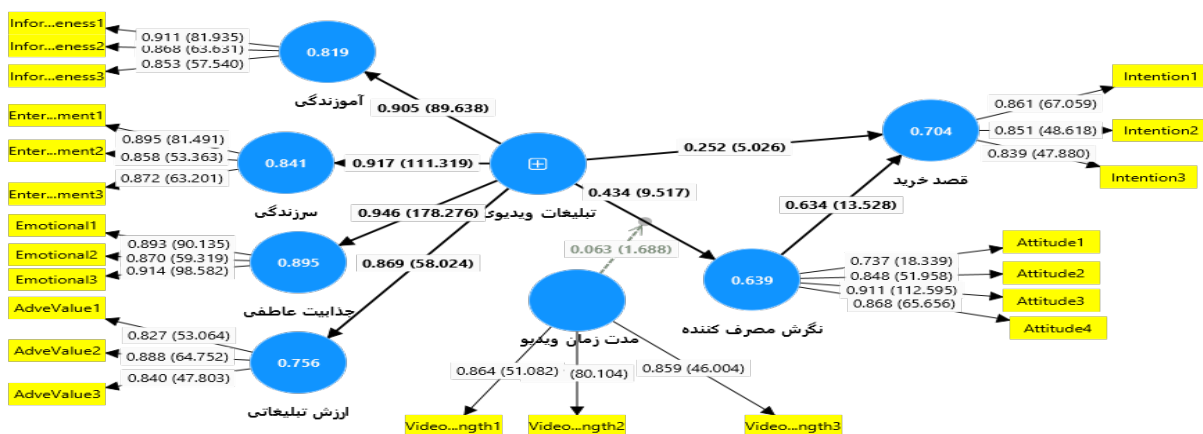 Infor...eness1
Infor...eness2
Infor...eness3
0.911 (81.935)
0.868 (63.631)
0.853 (57.540)
0.819
آموزندگی
0.905 (89.638)
Enter...ment1
Enter...ment2
Enter...ment3
0.895 (81.491)
0.858 (53.363)
0.872 (63.201)
0.841
سرزندگی
0.917 (111.319)
Emotional1
Emotional2
Emotional3
0.893 (90.135)
0.870 (59.319)
0.914 (98.582)
0.895
جذابیت عاطفی
0.946 (178.276)
AdveValue1
AdveValue2
AdveValue3
0.827 (53.064)
0.888 (64.752)
0.840 (47.803)
0.756
ارزش تبلیغاتی
0.869 (58.024)
تبلیغات ویدیوی
0.252 (5.026)
0.434 (9.517)
0.063 (1.688)
مدت زمان ویدیو
0.864 (51.082)
(80.104)
0.859 (46.004)
Video...ngth1
Video...ngth2
Video...ngth3
0.704
قصد خرید
0.861 (67.059)
0.851 (48.618)
0.839 (47.880)
Intention1
Intention2
Intention3
0.634 (13.528)
0.639
نگرش مصرف کننده
0.737 (18.339)
0.848 (51.958)
0.911 (112.595)
0.868 (65.656)
Attitude1
Attitude2
Attitude3
Attitude4